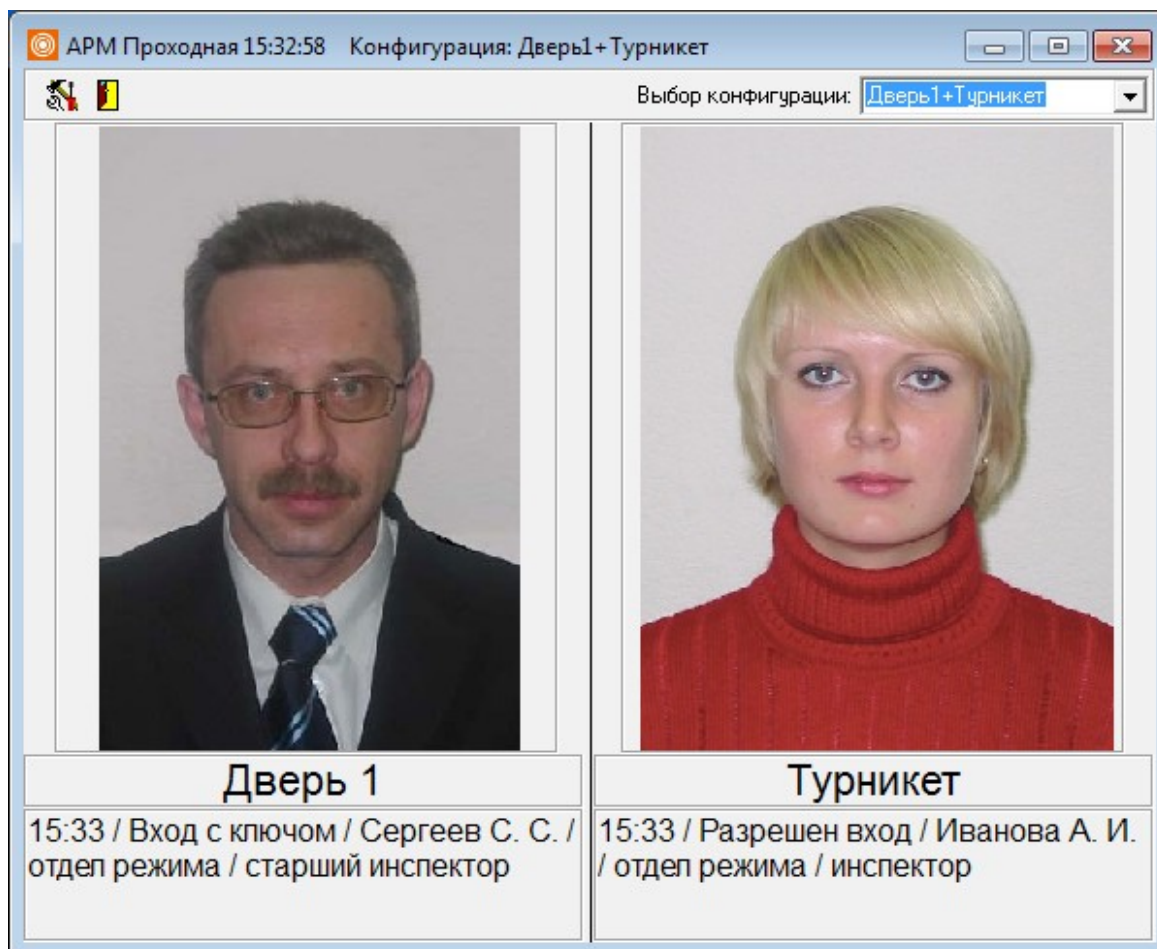 АРМ Проходная 15:32:58 Конфигурация: Дверь1+Турникет
Выбор конфигурации: Дверь1+Турникет
Дверь 1
15:33 / Вход с ключом / Сергеев С. С. /
отдел режима / старший инспектор
Турникет
15:33 / Разрешен вход / Иванова А. И.
/ отдел режима / инспектор